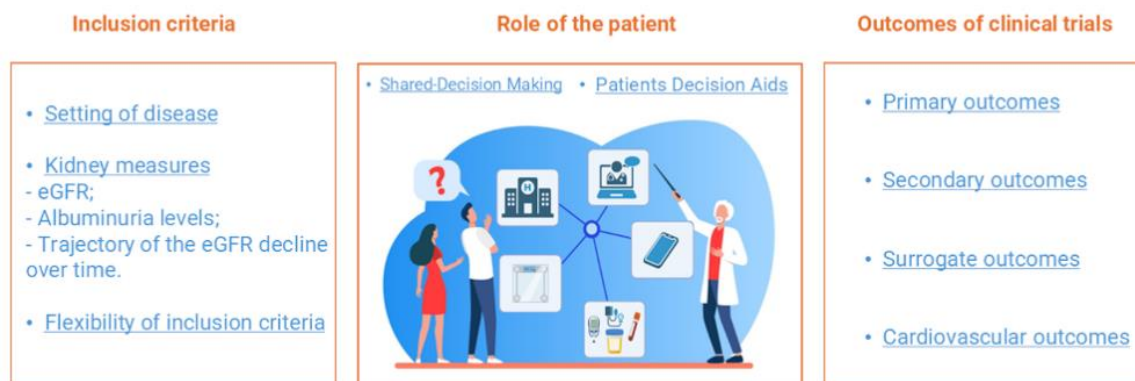 Inclusion criteria
• Setting of disease
• Kidney measures
- eGFR;
- Albuminuria levels;
- Trajectory of the eGFR decline
over time.
• Flexibility of inclusion criteria
Role of the patient
• Shared-Decision Making • Patients Decision Aids
?
H
Outcomes of clinical trials
• Primary outcomes
• Secondary outcomes
• Surrogate outcomes
• Cardiovascular outcomes